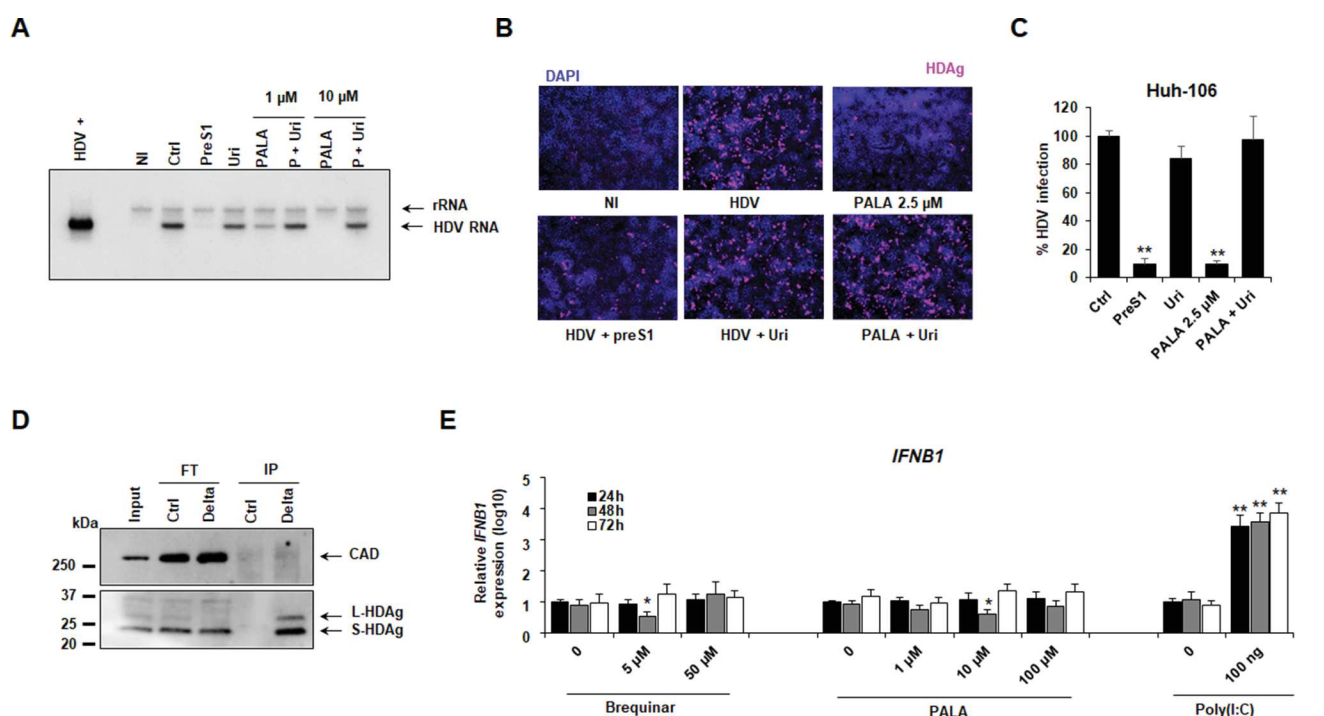 A
1 µM
10 µM
HDV +
NI
Ctrl
PreS1
Uri
PALA
P + Uri
PALA
P + Uri
rRNA
HDV RNA
B
DAPI
HDAg
NI
HDV
PALA 2.5 µM
HDV + preS1
HDV + Uri
PALA + Uri
C
Huh-106
% HDV infection
120
100
80
60
40
20
0
**
**
Ctrl
PreS1
Uri
PALA 2.5 µM
PALA + Uri
D
FT
IP
Input
Ctrl
Delta
Ctrl
Delta
kDa
250
37
25
20
CAD
L-HDAg
S-HDAg
E
IFNB1
Relative IFNB1
expression (log10)
5
4
3
2
1
0
24h
48h
72h
*
*
** ** **
0
5 µM
50 µM
0
1 µM
10 µM
100 µM
0
100 ng
Brequinar
PALA
Poly(I:C)